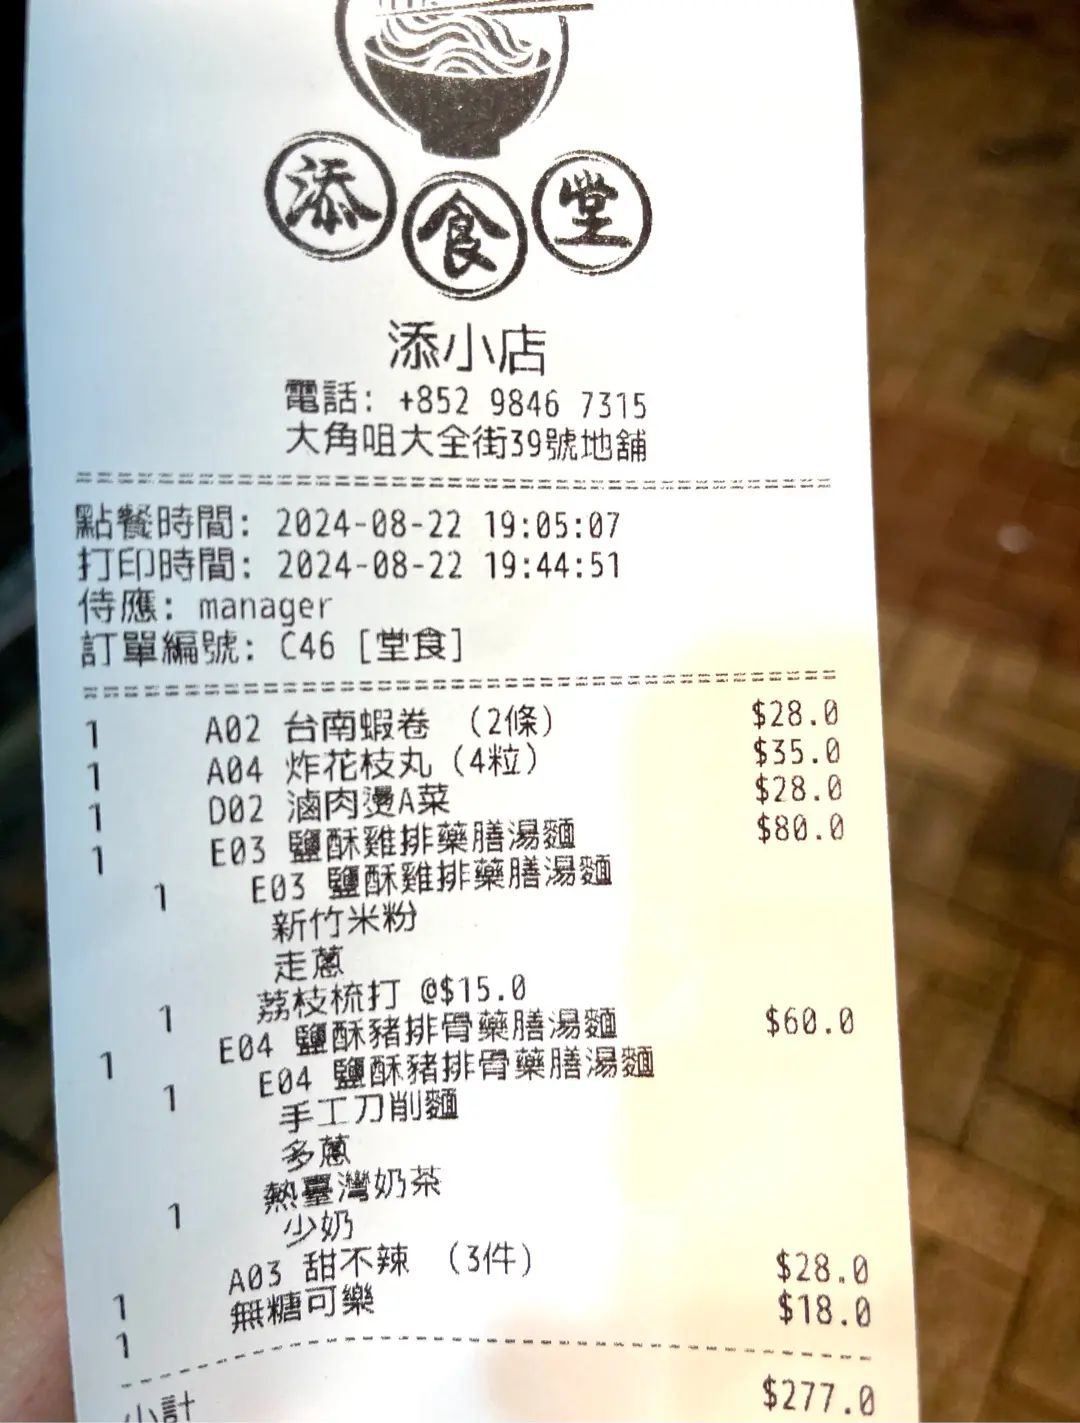 添食堂
添小店
電話: +852 9846 7315
大角咀大全街39號地舖
點餐時間: 2024-08-22 19:05:07
打印時間: 2024-08-22 19:44:51
侍應: manager
訂單編號: C46 [堂食]
1 A02 台南蝦卷 (2條) $28.0
1 A04 炸花枝丸 (4粒) $35.0
1 D02 滷肉燙A菜 $28.0
1 E03 鹽酥雞排藥膳湯麵 $80.0
1 E03 鹽酥雞排藥膳湯麵
新竹米粉
走蔥
1 荔枝梳打 @$15.0
1 E04 鹽酥豬排骨藥膳湯麵 $60.0
1 E04 鹽酥豬排骨藥膳湯麵
手工刀削麵
多蔥
1 熱臺灣奶茶
少奶
1 A03 甜不辣 (3件) $28.0
1 無糖可樂 $18.0
小計 $277.0